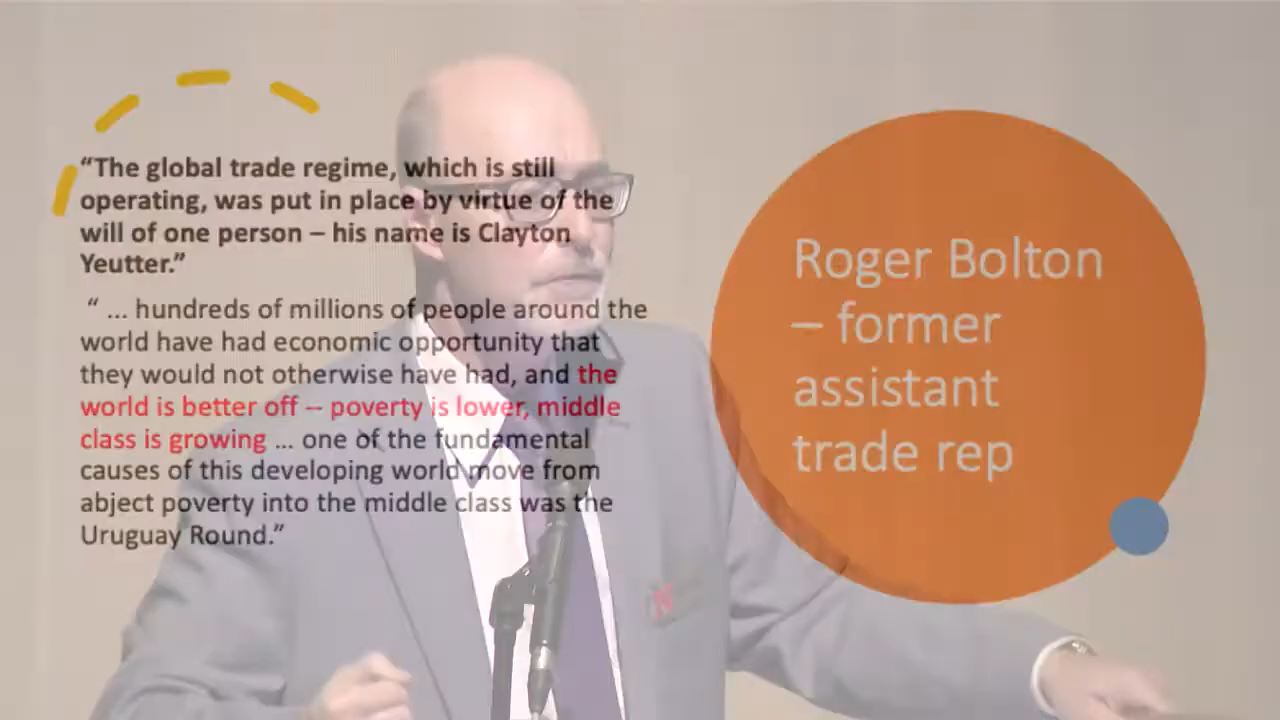 “The global trade regime, which is still
operating, was put in place by virtue of the
will of one person – his name is Clayton
Yeutter.”
“ ... hundreds of millions of people around the
world have had economic opportunity that
they would not otherwise have had, and the
world is better off -- poverty is lower, middle
class is growing ... one of the fundamental
causes of this developing world move from
abject poverty into the middle class was the
Uruguay Round.”
Roger Bolton
– former
assistant
trade rep
N